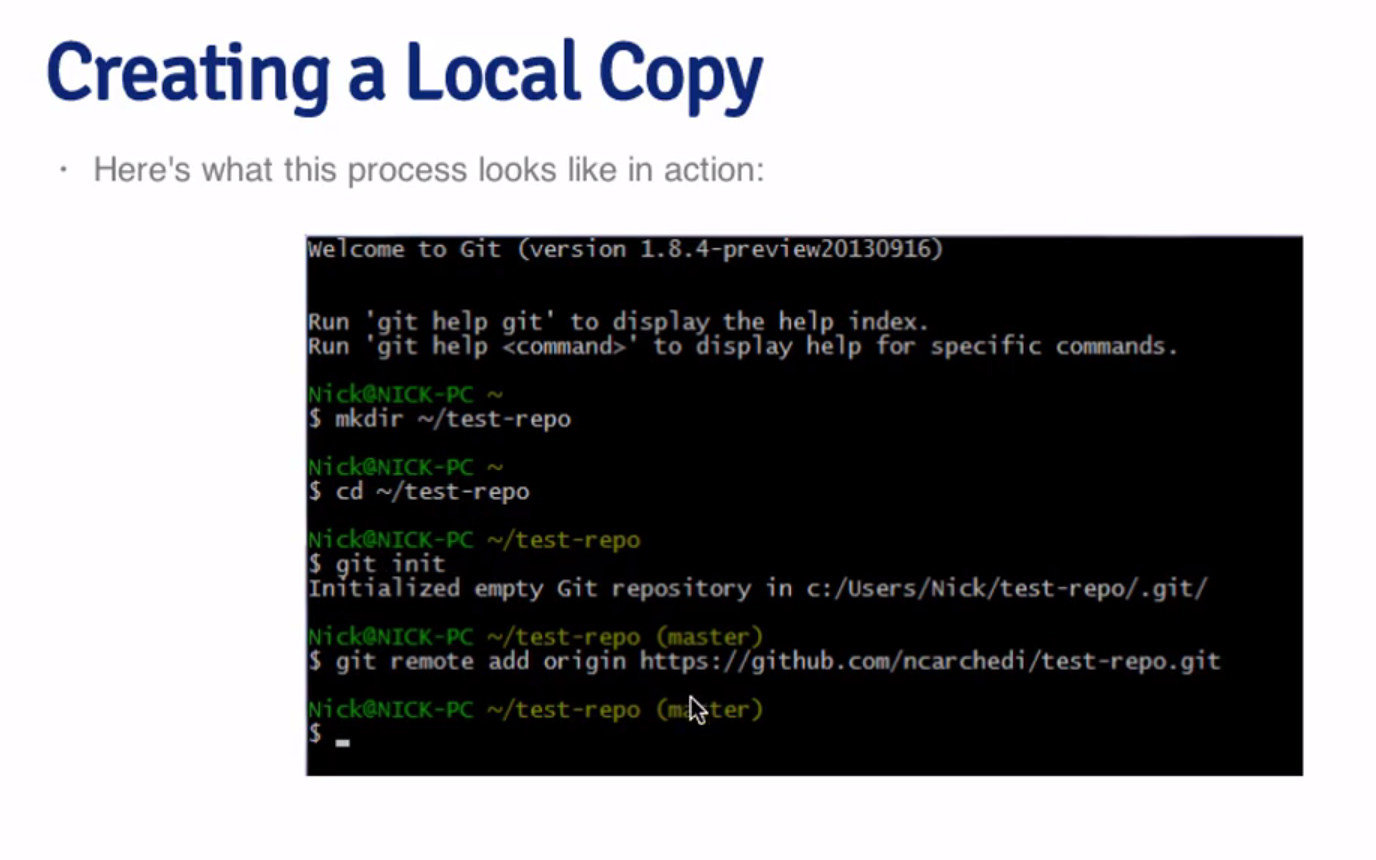 Creating a Local Copy
· Here's what this process looks like in action:
Welcome to Git (version 1.8.4-preview20130916)
Run 'git help git' to display the help index.
Run 'git help <command>' to display help for specific commands.
Nick@NICK-PC ~
$ mkdir ~/test-repo
Nick@NICK-PC ~
$ cd ~/test-repo
Nick@NICK-PC ~/test-repo
$ git init
Initialized empty Git repository in c:/Users/Nick/test-repo/.git/
Nick@NICK-PC ~/test-repo (master)
$ git remote add origin https://github.com/ncarchedi/test-repo.git
Nick@NICK-PC ~/test-repo (master)
$ _